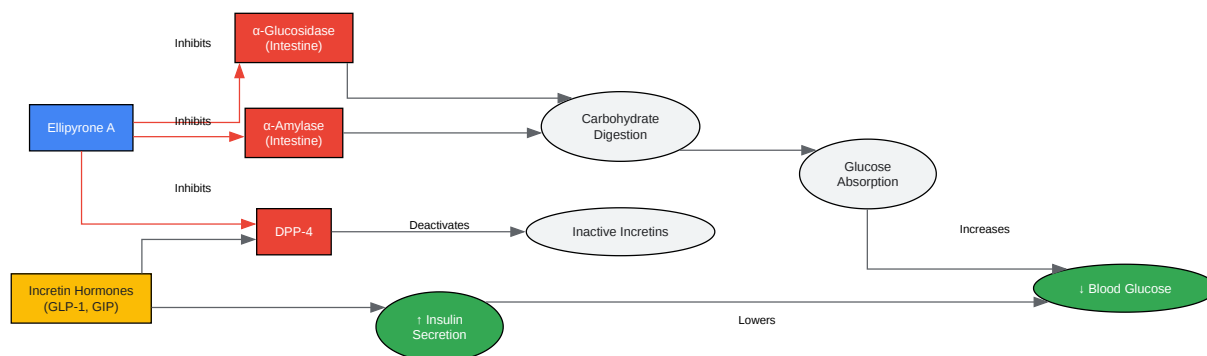 α-Glucosidase
(Intestine)
Inhibits
Ellipyrone A
Inhibits
α-Amylase
(Intestine)
Carbohydrate
Digestion
Glucose
Absorption
Inhibits
DPP-4
Deactivates
Inactive Incretins
Increases
Incretin Hormones
(GLP-1, GIP)
↑ Insulin
Secretion
Lowers
↓ Blood Glucose